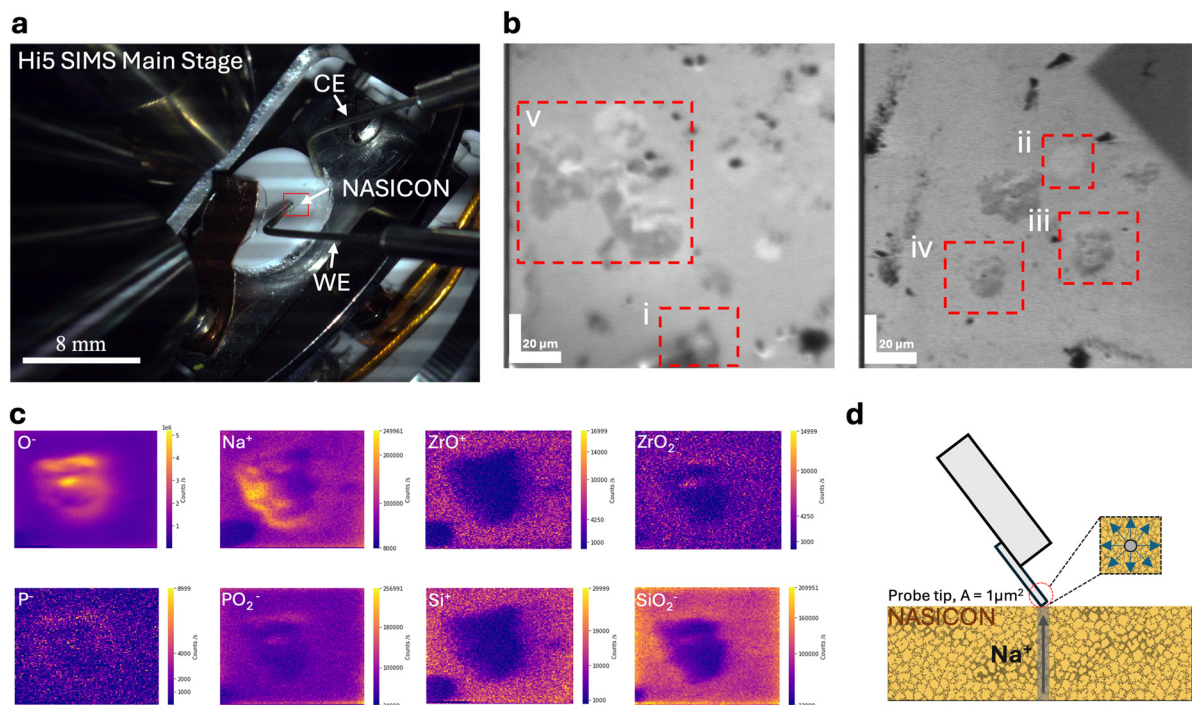 a
Hi5 SIMS Main Stage
CE
NASICON
WE
8 mm
b
v
i
20 µm
ii
iii
iv
20 µm
c
O⁻
1e6
5
4
3
2
1
Counts /s
Na⁺
249961
200000
100000
8000
Counts /s
ZrO⁺
16999
10000
4250
1000
Counts /s
ZrO₂⁻
14999
10000
4250
1000
Counts /s
P⁻
8999
4000
2000
1000
Counts /s
PO₂⁻
256991
200000
100000
Counts /s
Si⁺
29999
19000
10000
1000
Counts /s
SiO₂⁻
209951
100000
Counts /s
d
Probe tip, A = 1µm²
NASICON
Na⁺